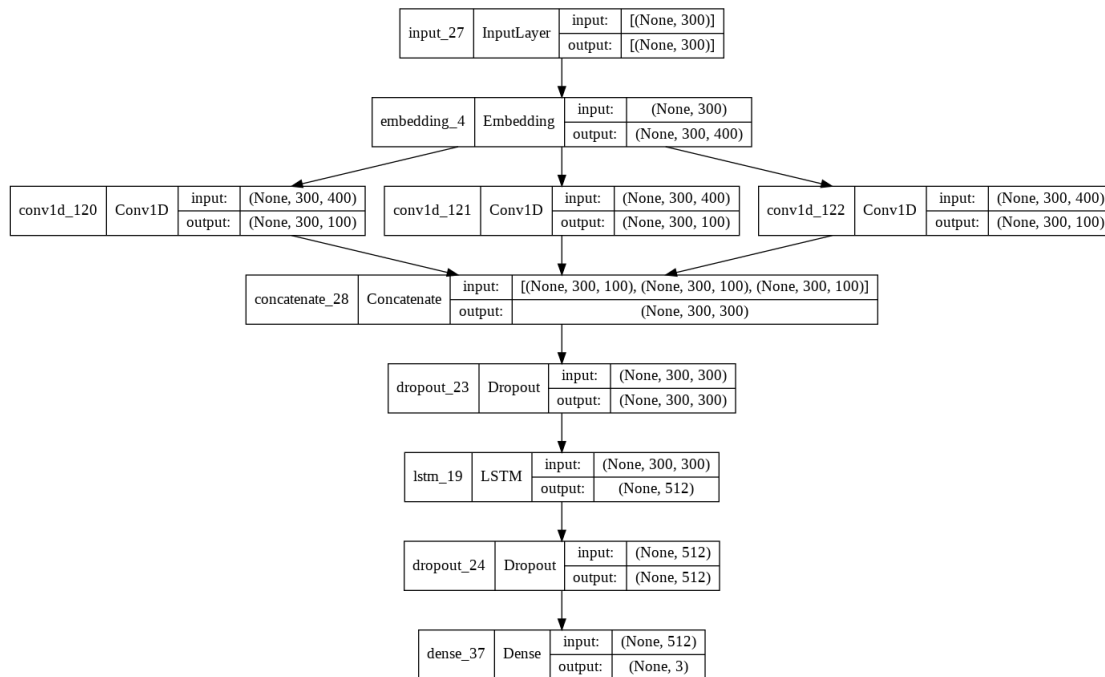 input_27 InputLayer input: [(None, 300)]
output: [(None, 300)]
embedding_4 Embedding input: (None, 300)
output: (None, 300, 400)
conv1d_120 Conv1D input: (None, 300, 400)
output: (None, 300, 100)
conv1d_121 Conv1D input: (None, 300, 400)
output: (None, 300, 100)
conv1d_122 Conv1D input: (None, 300, 400)
output: (None, 300, 100)
concatenate_28 Concatenate input: [(None, 300, 100), (None, 300, 100), (None, 300, 100)]
output: (None, 300, 300)
dropout_23 Dropout input: (None, 300, 300)
output: (None, 300, 300)
lstm_19 LSTM input: (None, 300, 300)
output: (None, 512)
dropout_24 Dropout input: (None, 512)
output: (None, 512)
dense_37 Dense input: (None, 512)
output: (None, 3)